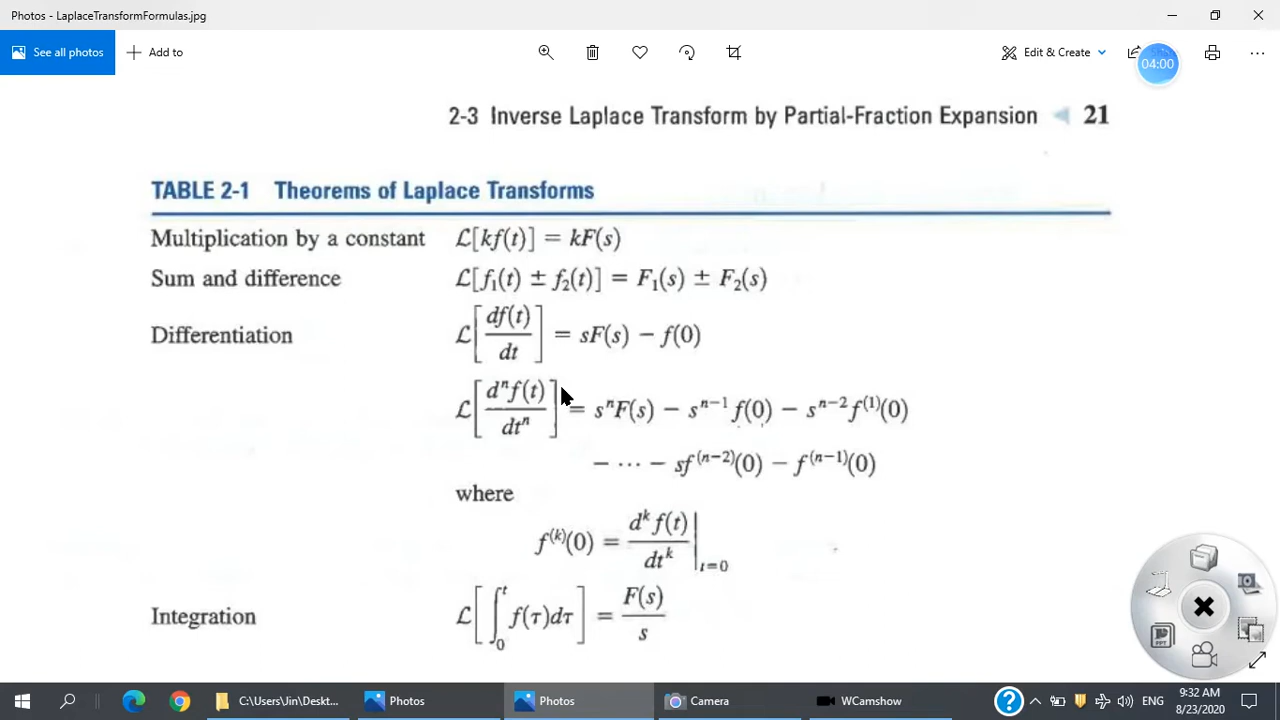 Photos - LaplaceTransformFormulas.jpg
See all photos
Add to
Edit & Create
04:00
2-3 Inverse Laplace Transform by Partial-Fraction Expansion ◀ 21
TABLE 2-1 Theorems of Laplace Transforms
Multiplication by a constant ℒ[kf(t)] = kF(s)
Sum and difference ℒ[f₁(t) ± f₂(t)] = F₁(s) ± F₂(s)
Differentiation ℒ[df(t)/dt] = sF(s) − f(0)
ℒ[dⁿf(t)/dtⁿ] = sⁿF(s) − sⁿ⁻¹f(0) − sⁿ⁻²f⁽¹⁾(0)
− ⋯ − sf⁽ⁿ⁻²⁾(0) − f⁽ⁿ⁻¹⁾(0)
where
f⁽ᵏ⁾(0) = dᵏf(t)/dtᵏ |ₜ₌₀
Integration ℒ[∫₀ᵗ f(τ)dτ] = F(s)/s
PPT
C:\Users\Jin\Deskt...
Photos
Photos
Camera
WCamshow
ENG
9:32 AM
8/23/2020